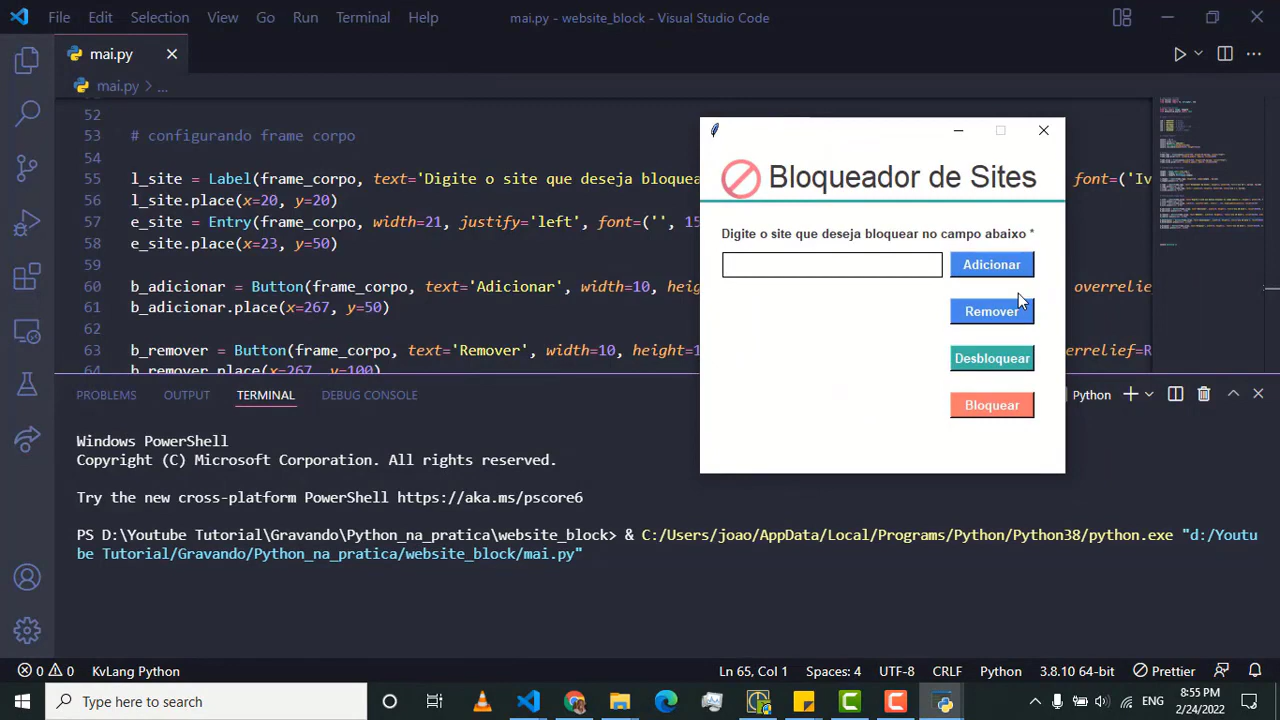 File Edit Selection View Go Run Terminal Help
mai.py - website_block - Visual Studio Code
mai.py
mai.py > ...
52
53 # configurando frame corpo
54
55 l_site = Label(frame_corpo, text='Digite o site que deseja bloquea
font=('Iv
56 l_site.place(x=20, y=20)
57 e_site = Entry(frame_corpo, width=21, justify='left', font=('', 15
58 e_site.place(x=23, y=50)
59
60 b_adicionar = Button(frame_corpo, text='Adicionar', width=10, heig
overrelie
61 b_adicionar.place(x=267, y=50)
62
63 b_remover = Button(frame_corpo, text='Remover', width=10, height=1
errelief=R
64 b_remover.place(x=267, y=100)
Bloqueador de Sites
Digite o site que deseja bloquear no campo abaixo *
Adicionar
Remover
Desbloquear
Bloquear
PROBLEMS OUTPUT TERMINAL DEBUG CONSOLE
Python
Windows PowerShell
Copyright (C) Microsoft Corporation. All rights reserved.
Try the new cross-platform PowerShell https://aka.ms/pscore6
PS D:\Youtube Tutorial\Gravando\Python_na_pratica\website_block> & C:/Users/joao/AppData/Local/Programs/Python/Python38/python.exe "d:/Youtu
be Tutorial/Gravando/Python_na_pratica/website_block/mai.py"
0 0 KvLang Python
Ln 65, Col 1 Spaces: 4 UTF-8 CRLF Python 3.8.10 64-bit Prettier
Type here to search
ENG
8:55 PM
2/24/2022